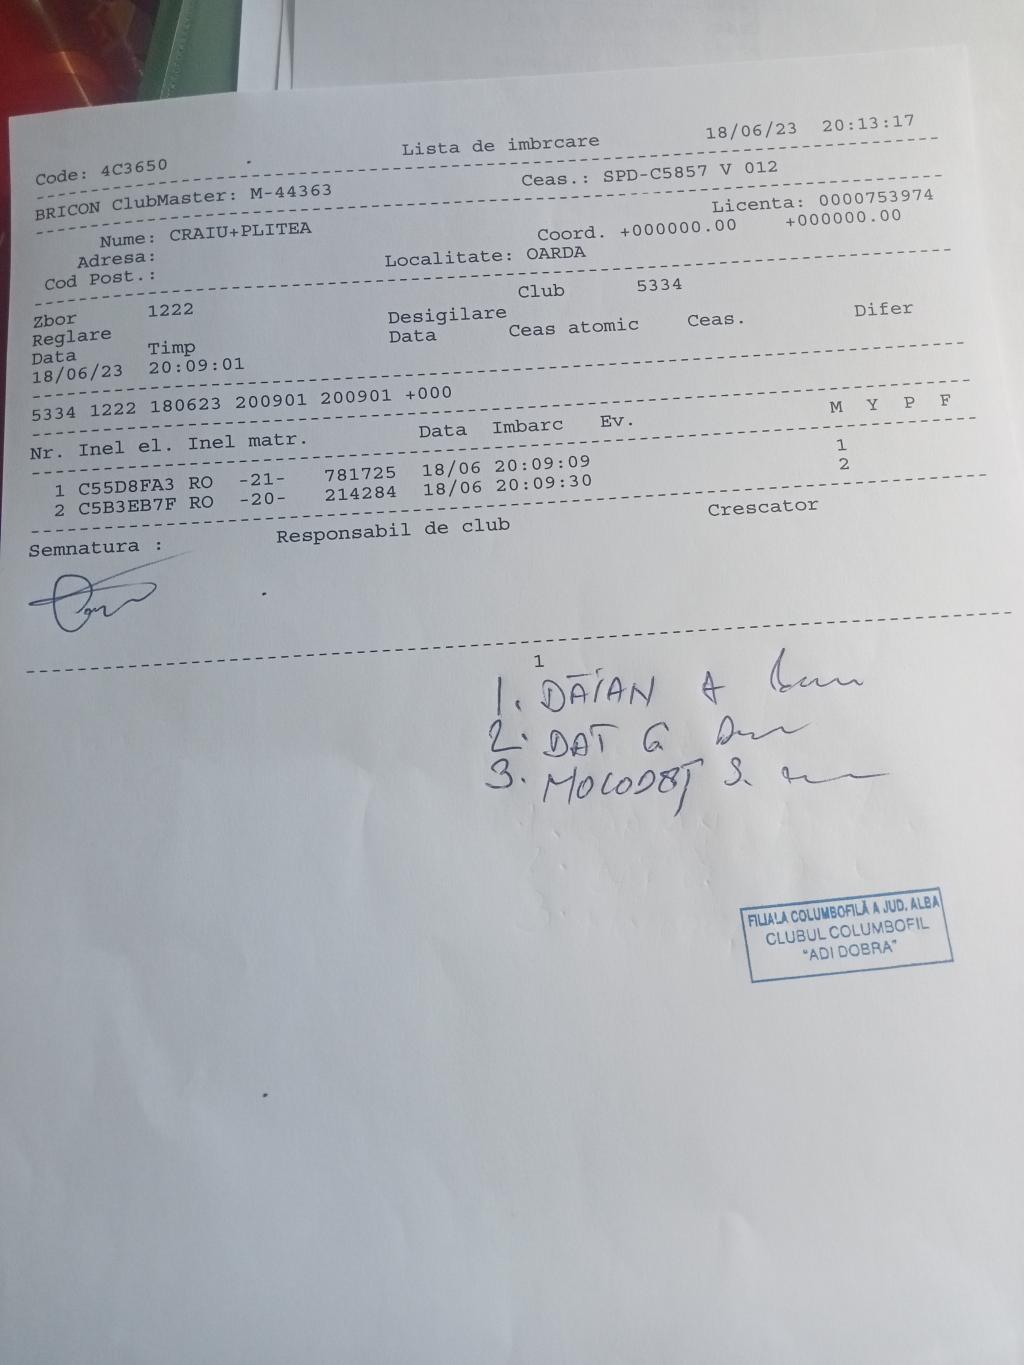 Code: 4C3650 Lista de imbrcare 18/06/23 20:13:17
BRICON ClubMaster: M-44363 Ceas.: SPD-C5857 V 012
Nume: CRAIU+PLITEA Licenta: 0000753974
Adresa: Coord. +000000.00 +000000.00
Cod Post.: Localitate: OARDA
Zbor 1222 Club 5334
Reglare Desigilare
Data Timp Data Ceas atomic Ceas. Difer
18/06/23 20:09:01
5334 1222 180623 200901 200901 +000
Nr. Inel el. Inel matr. Data Imbarc Ev. M Y P F
1 C55D8FA3 RO -21- 781725 18/06 20:09:09 1
2 C5B3EB7F RO -20- 214284 18/06 20:09:30 2
Semnatura : Responsabil de club Crescator
1
1. DĂIAN A
2. DAT G
3. MOLODEȚ S.
FILIALA COLUMBOFILĂ A JUD. ALBA
CLUBUL COLUMBOFIL
"ADI DOBRA"